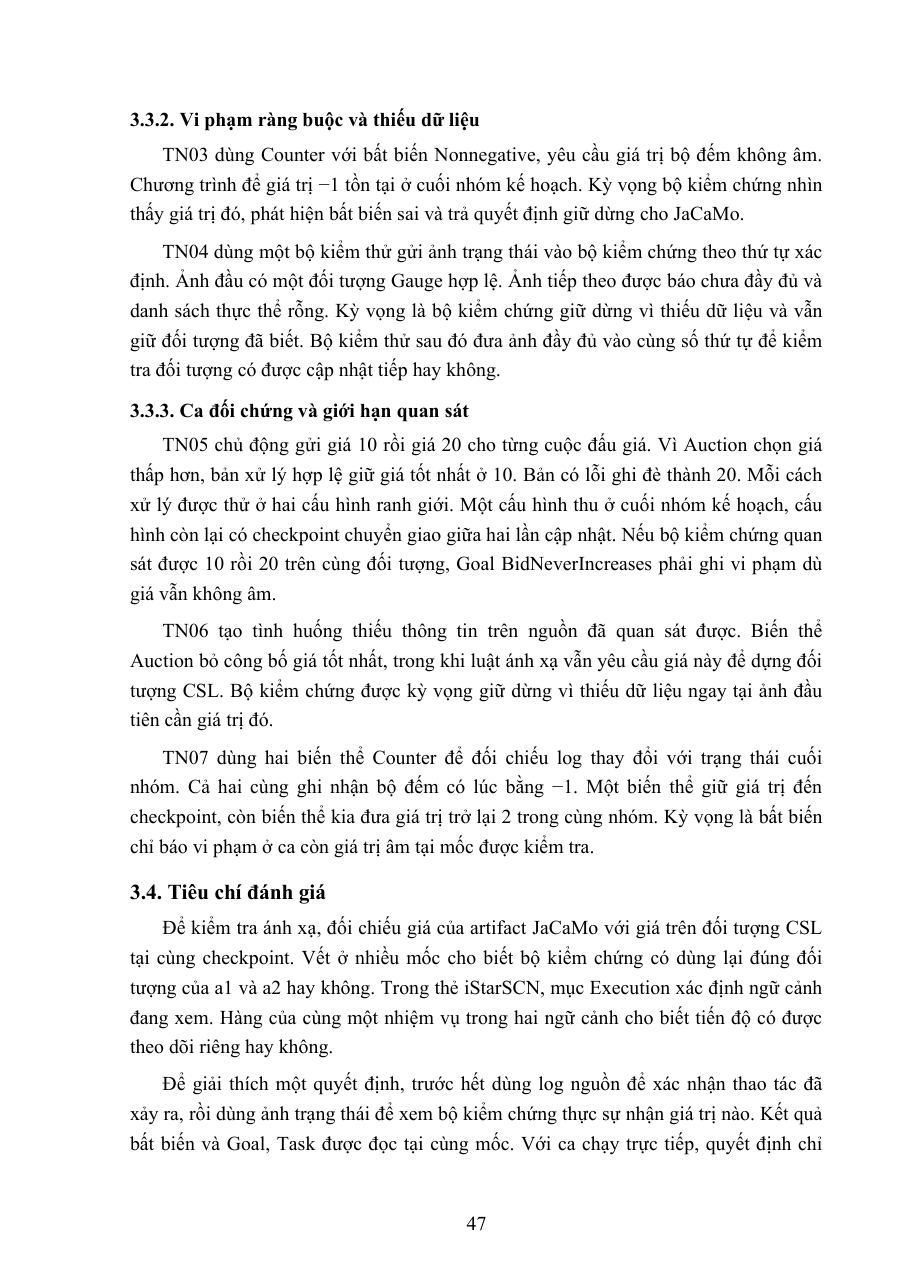 3.3.2. Vi phạm ràng buộc và thiếu dữ liệu
TN03 dùng Counter với bất biến Nonnegative, yêu cầu giá trị bộ đếm không âm.
Chương trình để giá trị −1 tồn tại ở cuối nhóm kế hoạch. Kỳ vọng bộ kiểm chứng nhìn
thấy giá trị đó, phát hiện bất biến sai và trả quyết định giữ dừng cho JaCaMo.
TN04 dùng một bộ kiểm thử gửi ảnh trạng thái vào bộ kiểm chứng theo thứ tự xác
định. Ảnh đầu có một đối tượng Gauge hợp lệ. Ảnh tiếp theo được báo chưa đầy đủ và
danh sách thực thể rỗng. Kỳ vọng là bộ kiểm chứng giữ dừng vì thiếu dữ liệu và vẫn
giữ đối tượng đã biết. Bộ kiểm thử sau đó đưa ảnh đầy đủ vào cùng số thứ tự để kiểm
tra đối tượng có được cập nhật tiếp hay không.
3.3.3. Ca đối chứng và giới hạn quan sát
TN05 chủ động gửi giá 10 rồi giá 20 cho từng cuộc đấu giá. Vì Auction chọn giá
thấp hơn, bản xử lý hợp lệ giữ giá tốt nhất ở 10. Bản có lỗi ghi đè thành 20. Mỗi cách
xử lý được thử ở hai cấu hình ranh giới. Một cấu hình thu ở cuối nhóm kế hoạch, cấu
hình còn lại có checkpoint chuyển giao giữa hai lần cập nhật. Nếu bộ kiểm chứng quan
sát được 10 rồi 20 trên cùng đối tượng, Goal BidNeverIncreases phải ghi vi phạm dù
giá vẫn không âm.
TN06 tạo tình huống thiếu thông tin trên nguồn đã quan sát được. Biến thể
Auction bỏ công bố giá tốt nhất, trong khi luật ánh xạ vẫn yêu cầu giá này để dựng đối
tượng CSL. Bộ kiểm chứng được kỳ vọng giữ dừng vì thiếu dữ liệu ngay tại ảnh đầu
tiên cần giá trị đó.
TN07 dùng hai biến thể Counter để đối chiếu log thay đổi với trạng thái cuối
nhóm. Cả hai cùng ghi nhận bộ đếm có lúc bằng −1. Một biến thể giữ giá trị đến
checkpoint, còn biến thể kia đưa giá trị trở lại 2 trong cùng nhóm. Kỳ vọng là bất biến
chỉ báo vi phạm ở ca còn giá trị âm tại mốc được kiểm tra.
3.4. Tiêu chí đánh giá
Để kiểm tra ánh xạ, đối chiếu giá của artifact JaCaMo với giá trên đối tượng CSL
tại cùng checkpoint. Vết ở nhiều mốc cho biết bộ kiểm chứng có dùng lại đúng đối
tượng của a1 và a2 hay không. Trong thẻ iStarSCN, mục Execution xác định ngữ cảnh
đang xem. Hàng của cùng một nhiệm vụ trong hai ngữ cảnh cho biết tiến độ có được
theo dõi riêng hay không.
Để giải thích một quyết định, trước hết dùng log nguồn để xác nhận thao tác đã
xảy ra, rồi dùng ảnh trạng thái để xem bộ kiểm chứng thực sự nhận giá trị nào. Kết quả
bất biến và Goal, Task được đọc tại cùng mốc. Với ca chạy trực tiếp, quyết định chỉ
47